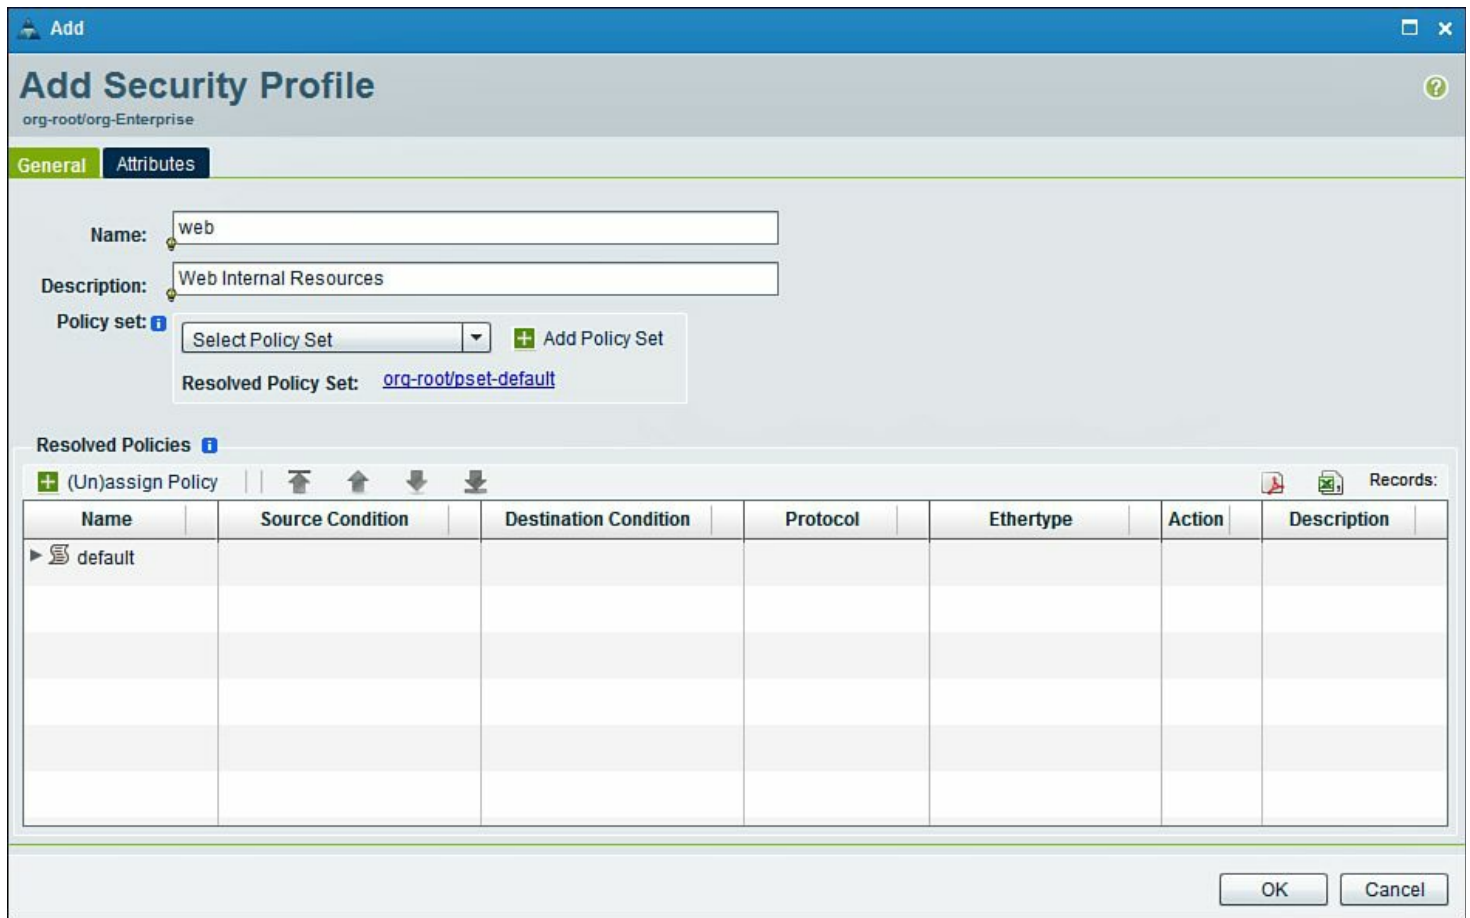 Add
Add Security Profile
org-root/org-Enterprise
General Attributes
Name: web
Description: Web Internal Resources
Policy set: Select Policy Set Add Policy Set
Resolved Policy Set: org-root/pset-default
Resolved Policies
(Un)assign Policy Records:
Name Source Condition Destination Condition Protocol Ethertype Action Description
default
OK Cancel